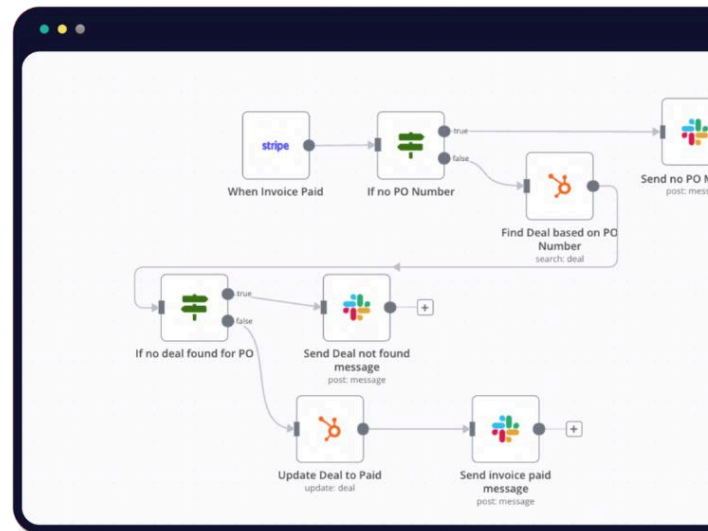 stripe
When Invoice Paid
true
false
If no PO Number
Send no PO
post:
Find Deal based on PO
Number
search: deal
true
false
If no deal found for PO
Send Deal not found
message
post: message
Update Deal to Paid
update: deal
Send invoice paid
message
post: message